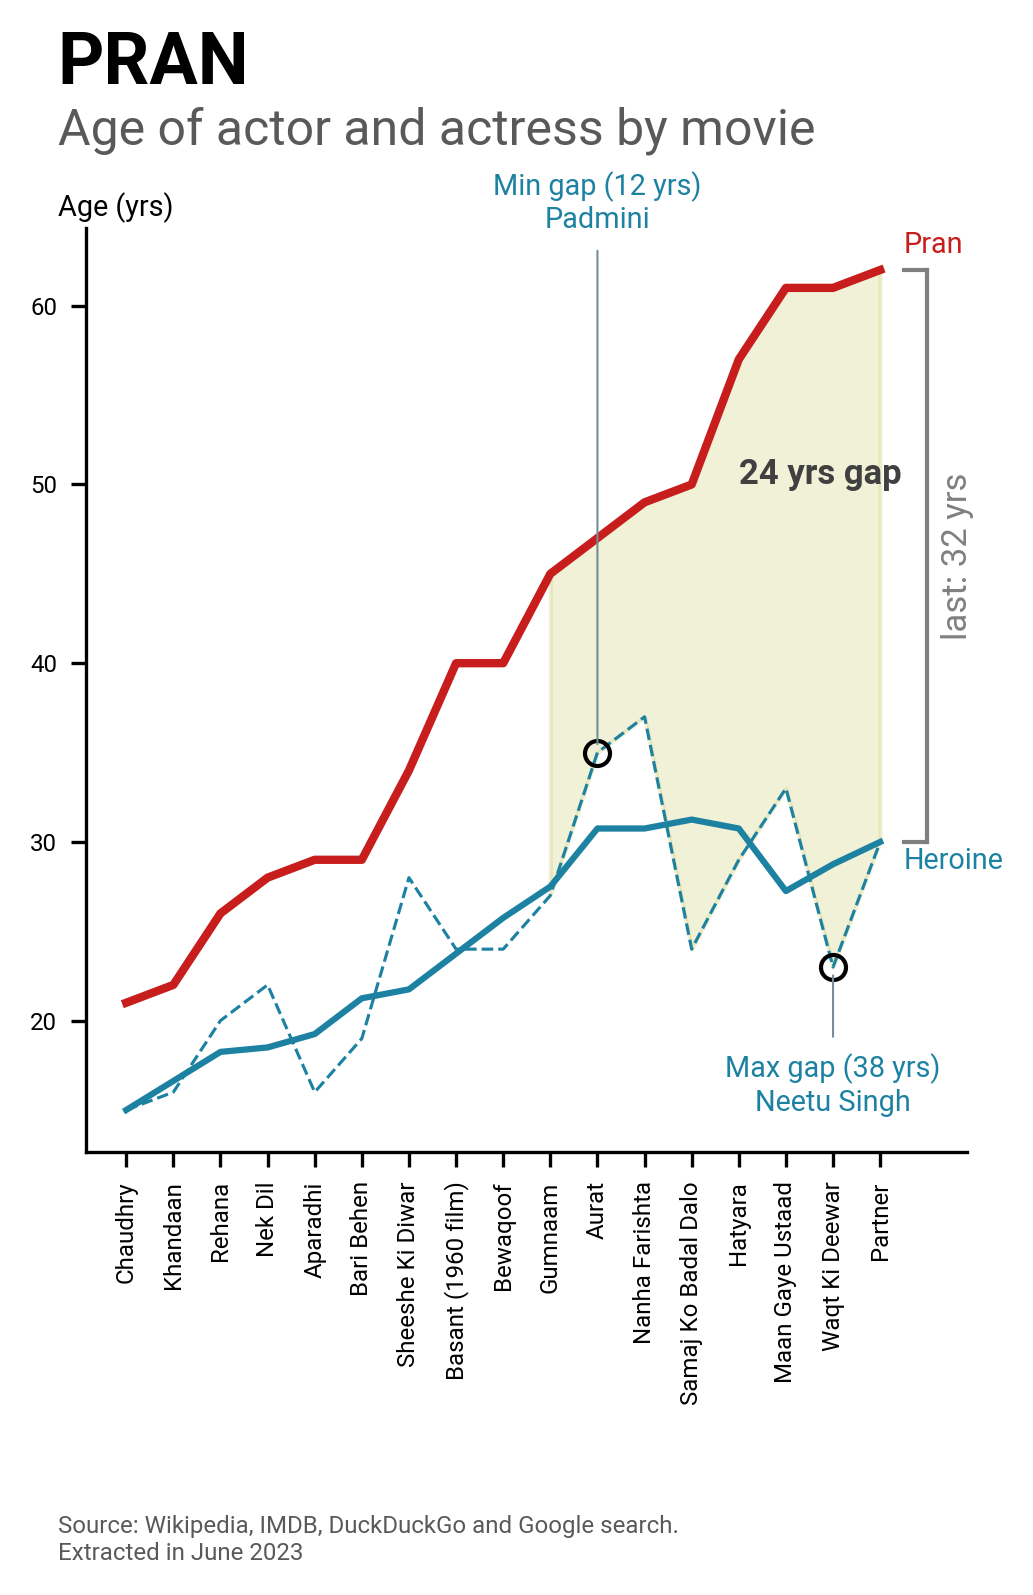 PRAN
Age of actor and actress by movie
Min gap (12 yrs)
Padmini
Age (yrs)
Pran
60
50
40
30
20
24 yrs gap
last: 32 yrs
Heroine
Max gap (38 yrs)
Neetu Singh
Chaudhry
Khandaan
Rehana
Nek Dil
Aparadhi
Bari Behen
Sheeshe Ki Diwar
Basant (1960 film)
Bewaqoof
Gumnaam
Aurat
Nanha Farishta
Samaj Ko Badal Dalo
Hatyara
Maan Gaye Ustaad
Waqt Ki Deewar
Partner
Source: Wikipedia, IMDB, DuckDuckGo and Google search.
Extracted in June 2023